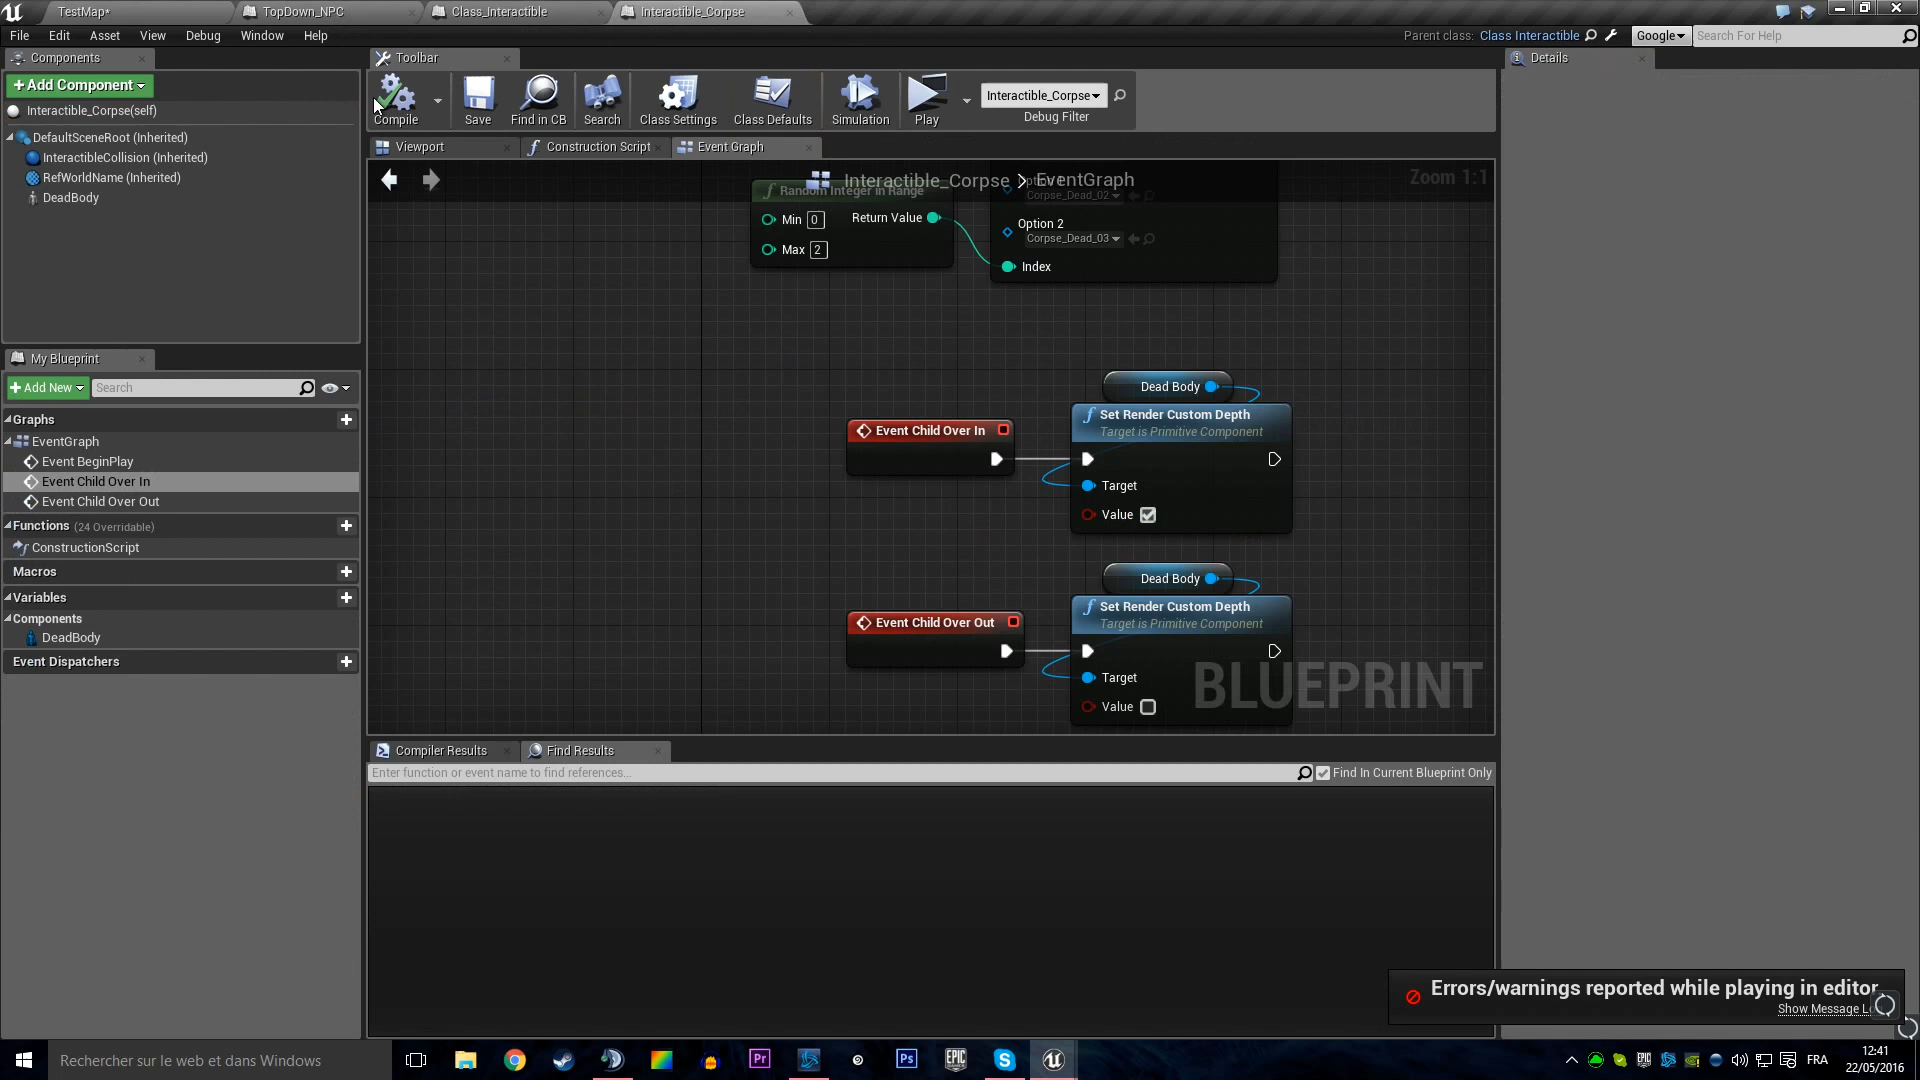 TestMap*
TopDown_NPC
Class_Interactible
Interactible_Corpse
File Edit Asset View Debug Window Help
Parent class: Class Interactible
Google
Search For Help
Components
Toolbar
Details
+Add Component
Compile
Save
Find in CB
Search
Class Settings
Class Defaults
Simulation
Play
Interactible_Corpse
Debug Filter
Interactible_Corpse(self)
DefaultSceneRoot (Inherited)
InteractibleCollision (Inherited)
RefWorldName (Inherited)
DeadBody
Viewport
Construction Script
Event Graph
Interactible_Corpse > EventGraph
Zoom 1:1
Random Integer in Range
Min 0
Return Value
Max 2
Option 1
Corpse_Dead_02
Option 2
Corpse_Dead_03
Index
My Blueprint
+Add New
Search
Graphs
EventGraph
Event BeginPlay
Event Child Over In
Event Child Over Out
Functions (24 Overridable)
ConstructionScript
Macros
Variables
Components
DeadBody
Event Dispatchers
Dead Body
Event Child Over In
Set Render Custom Depth
Target is Primitive Component
Target
Value
Dead Body
Event Child Over Out
Set Render Custom Depth
Target is Primitive Component
Target
Value
BLUEPRINT
Compiler Results
Find Results
Enter function or event name to find references...
Find In Current Blueprint Only
Errors/warnings reported while playing in editor
Show Message L
Rechercher sur le web et dans Windows
Pr
Ps
EPIC
GAMES
FRA
12:41
22/05/2016